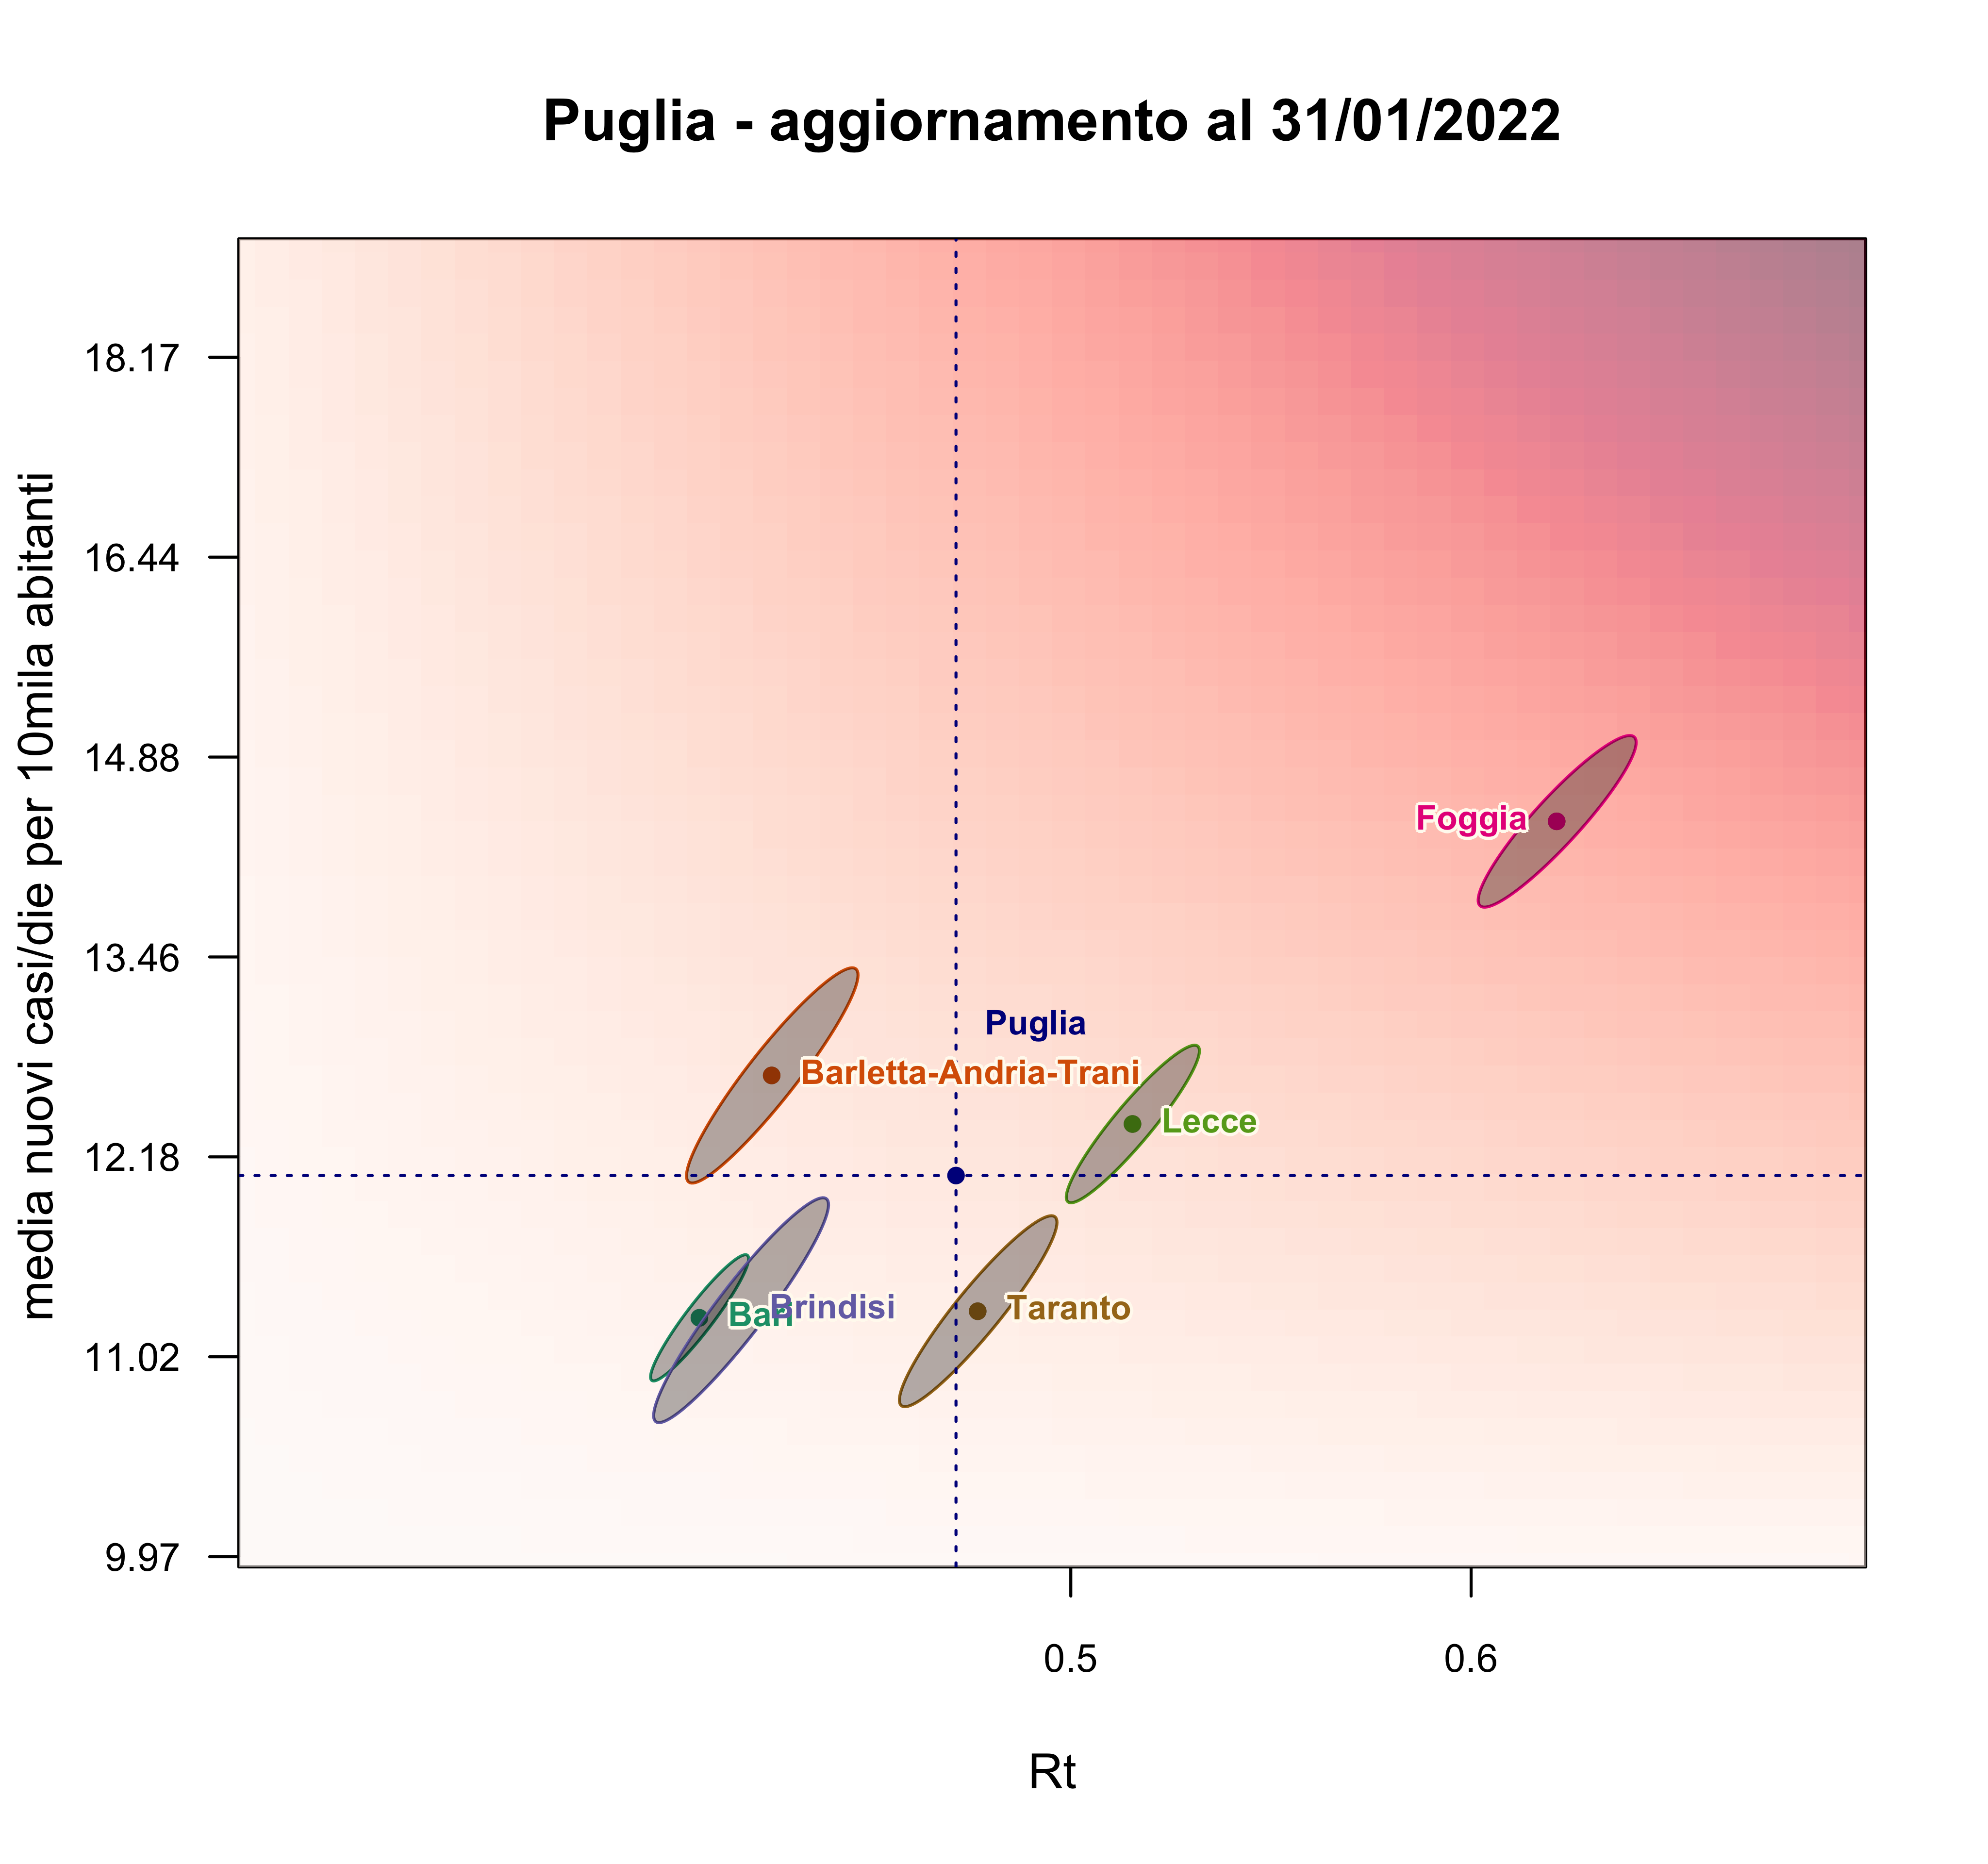 Puglia - aggiornamento al 31/01/2022
media nuovi casi/die per 10mila abitanti
18.17
16.44
14.88
13.46
12.18
11.02
9.97
Foggia
Puglia
Barletta-Andria-Trani
Lecce
Bari
Brindisi
Taranto
0.5
0.6
Rt